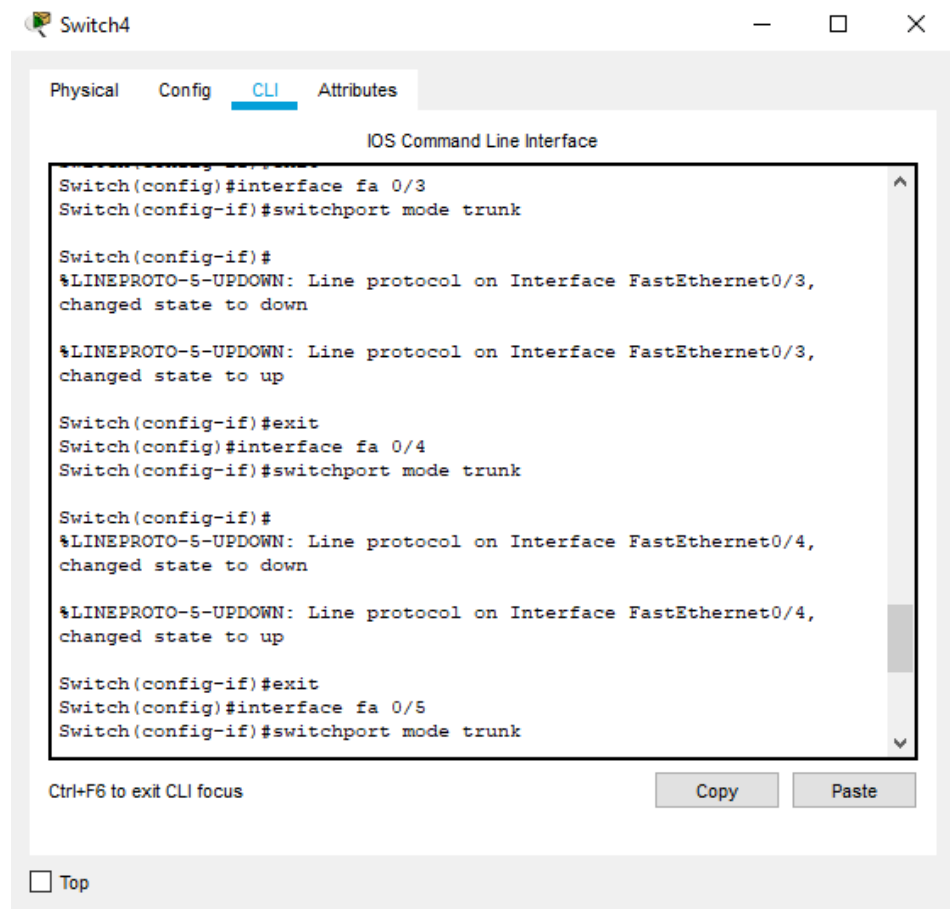 Switch4
Physical Config CLI Attributes
IOS Command Line Interface
Switch(config)#interface fa 0/3
Switch(config-if)#switchport mode trunk
Switch(config-if)#
%LINEPROTO-5-UPDOWN: Line protocol on Interface FastEthernet0/3,
changed state to down
%LINEPROTO-5-UPDOWN: Line protocol on Interface FastEthernet0/3,
changed state to up
Switch(config-if)#exit
Switch(config)#interface fa 0/4
Switch(config-if)#switchport mode trunk
Switch(config-if)#
%LINEPROTO-5-UPDOWN: Line protocol on Interface FastEthernet0/4,
changed state to down
%LINEPROTO-5-UPDOWN: Line protocol on Interface FastEthernet0/4,
changed state to up
Switch(config-if)#exit
Switch(config)#interface fa 0/5
Switch(config-if)#switchport mode trunk
Ctrl+F6 to exit CLI focus
Copy Paste
Top